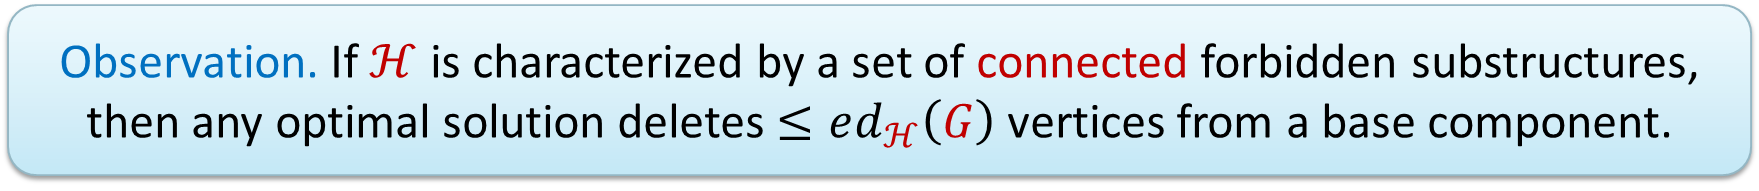 Observation. If ℋ is characterized by a set of connected forbidden substructures,
then any optimal solution deletes ≤ 𝑒𝑑_ℋ(𝐺) vertices from a base component.